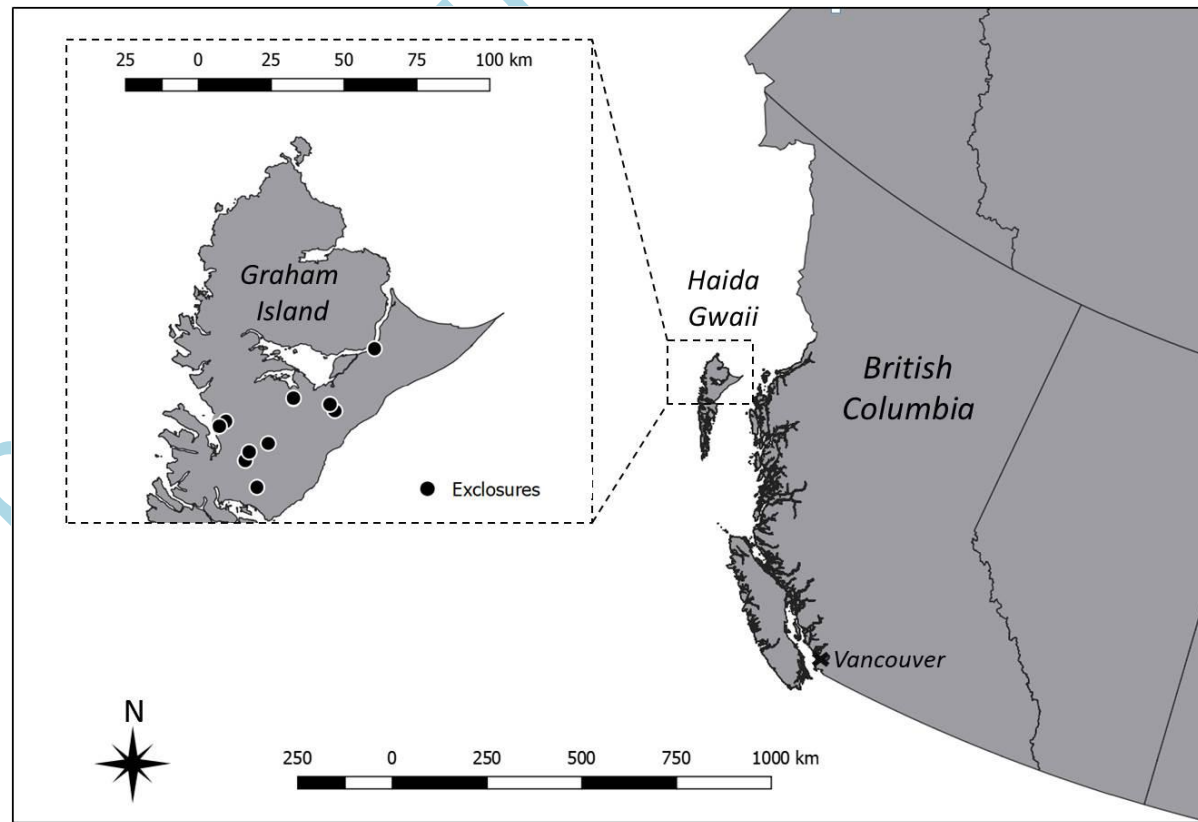 25 0 25 50 75 100 km
Graham
Island
Exclosures
Haida
Gwaii
British
Columbia
Vancouver
N
250 0 250 500 750 1000 km